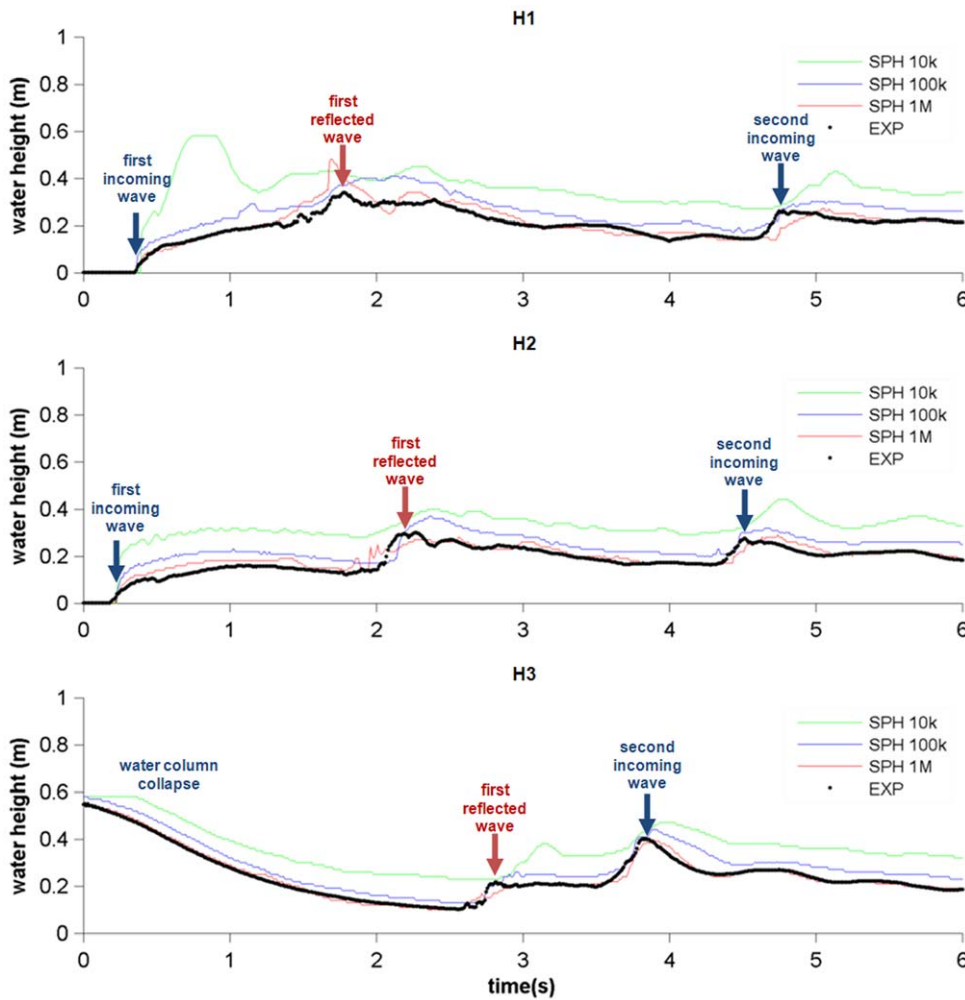 H1
water height (m)
1
0.8
0.6
0.4
0.2
0
0 1 2 3 4 5 6
first
incoming
wave
first
reflected
wave
second
incoming
wave
SPH 10k
SPH 100k
SPH 1M
EXP
H2
water height (m)
1
0.8
0.6
0.4
0.2
0
0 1 2 3 4 5 6
first
incoming
wave
first
reflected
wave
second
incoming
wave
SPH 10k
SPH 100k
SPH 1M
EXP
H3
water height (m)
1
0.8
0.6
0.4
0.2
0
0 1 2 3 4 5 6
water column
collapse
first
reflected
wave
second
incoming
wave
SPH 10k
SPH 100k
SPH 1M
EXP
time(s)